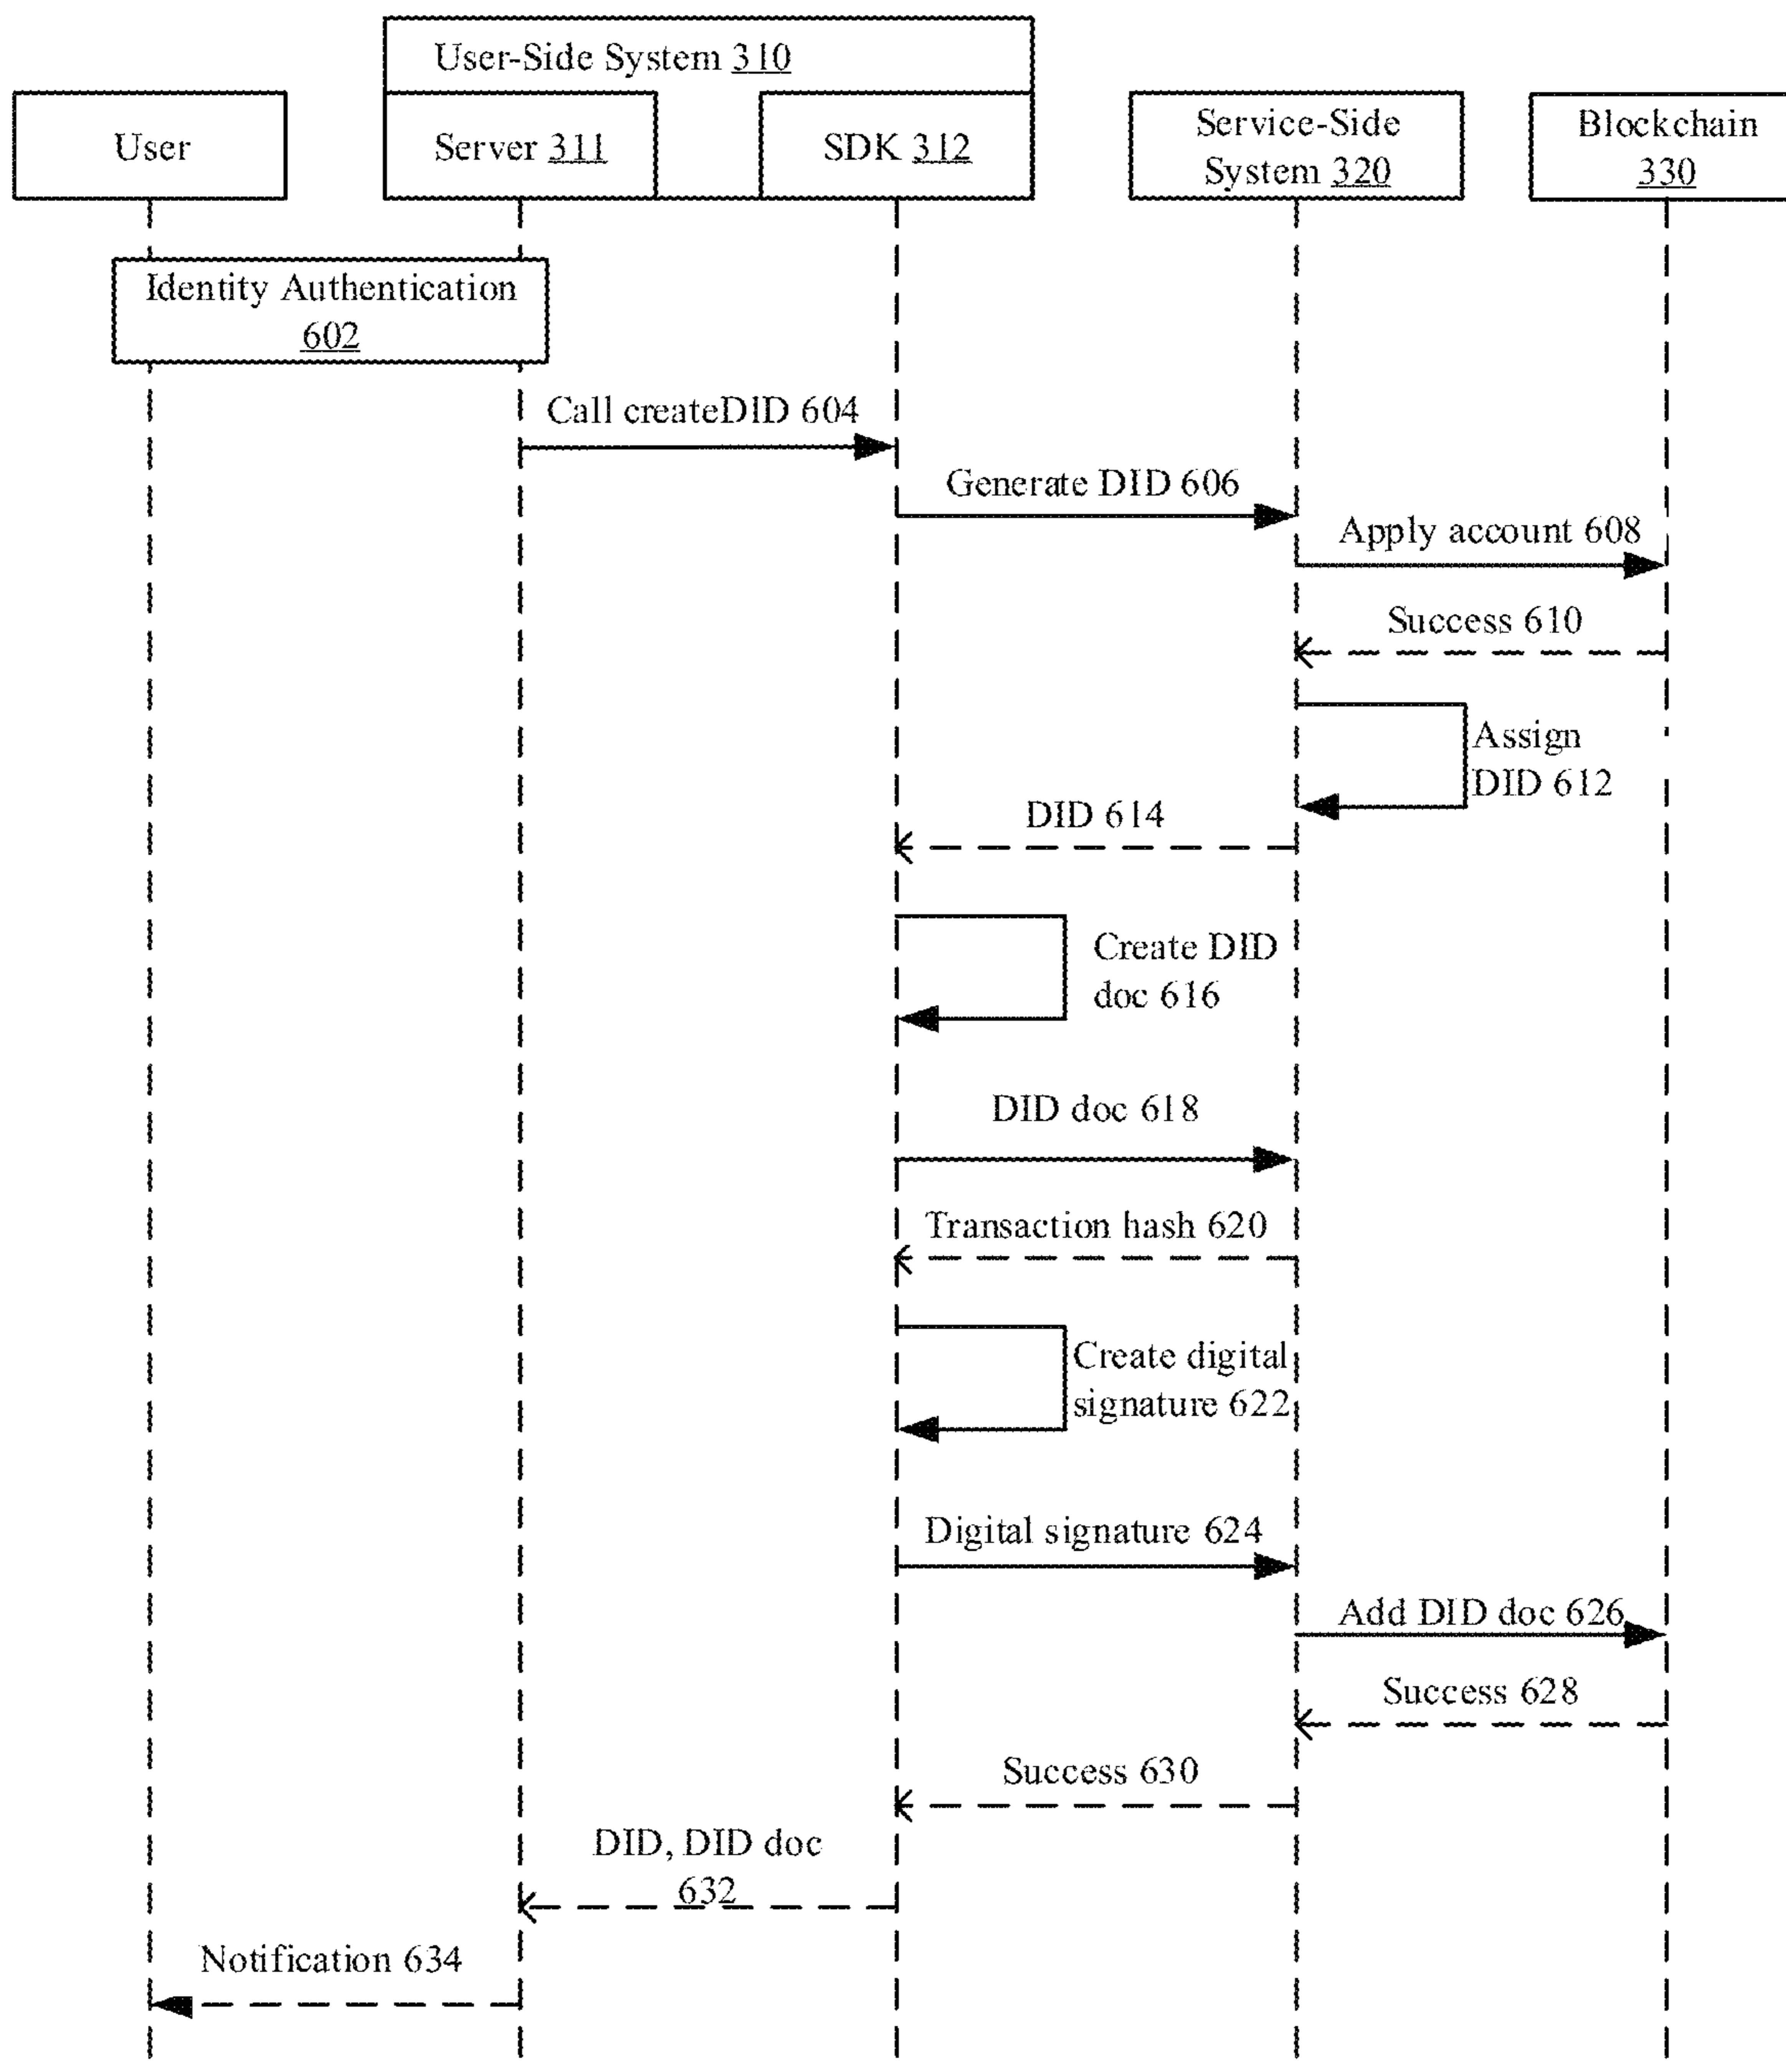 User-Side System 310
User
Server 311
SDK 312
Service-Side
System 320
Blockchain
330
Identity Authentication
602
Call createDID 604
Generate DID 606
Apply account 608
Success 610
Assign
DID 612
DID 614
Create DID
doc 616
DID doc 618
Transaction hash 620
Create digital
signature 622
Digital signature 624
Add DID doc 626
Success 628
Success 630
DID, DID doc
632
Notification 634